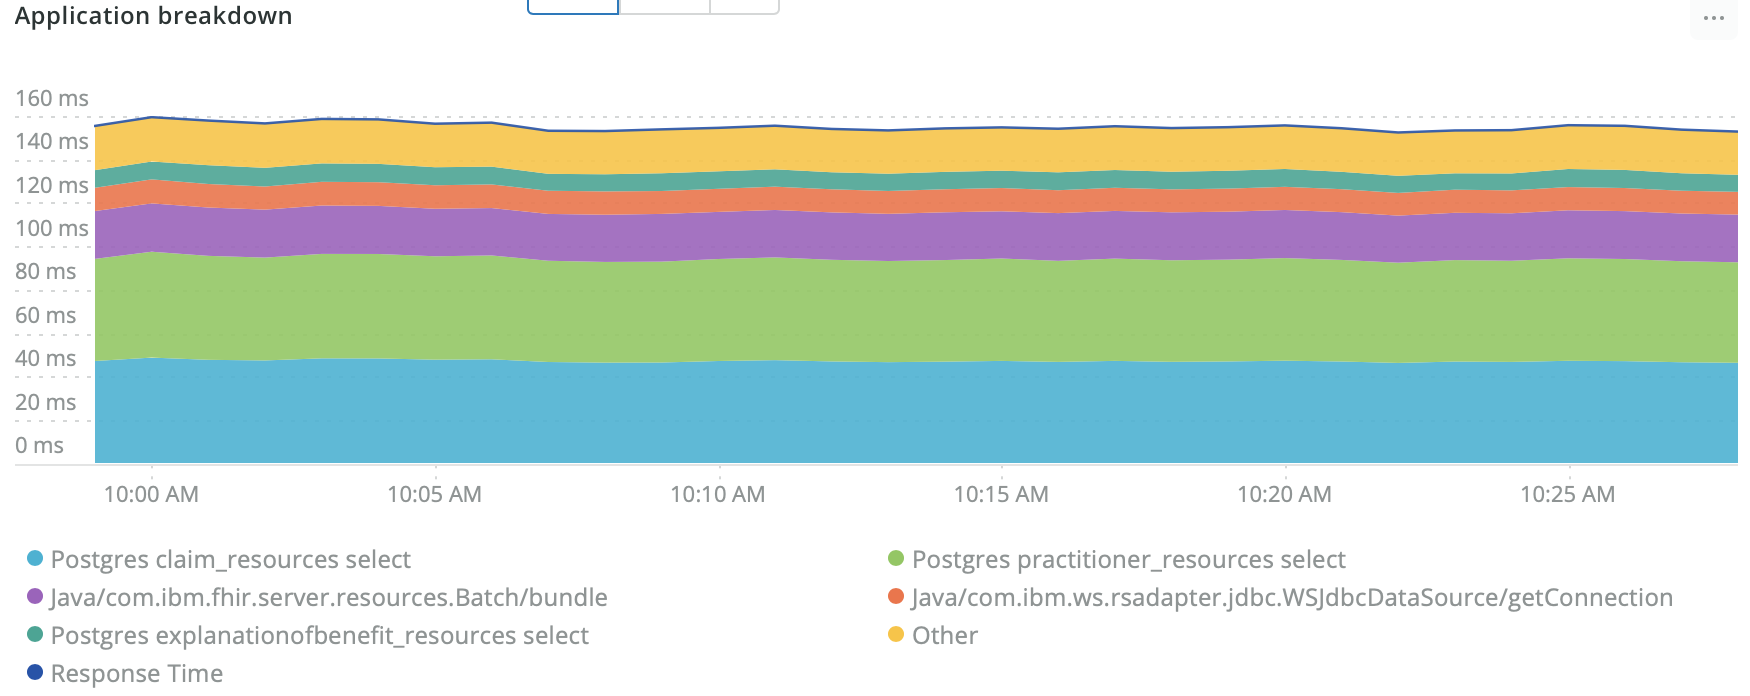 Application breakdown
...
160 ms
140 ms
120 ms
100 ms
80 ms
60 ms
40 ms
20 ms
0 ms
10:00 AM 10:05 AM 10:10 AM 10:15 AM 10:20 AM 10:25 AM
Postgres claim_resources select
Postgres practitioner_resources select
Java/com.ibm.fhir.server.resources.Batch/bundle
Java/com.ibm.ws.rsadapter.jdbc.WSJdbcDataSource/getConnection
Postgres explanationofbenefit_resources select
Other
Response Time